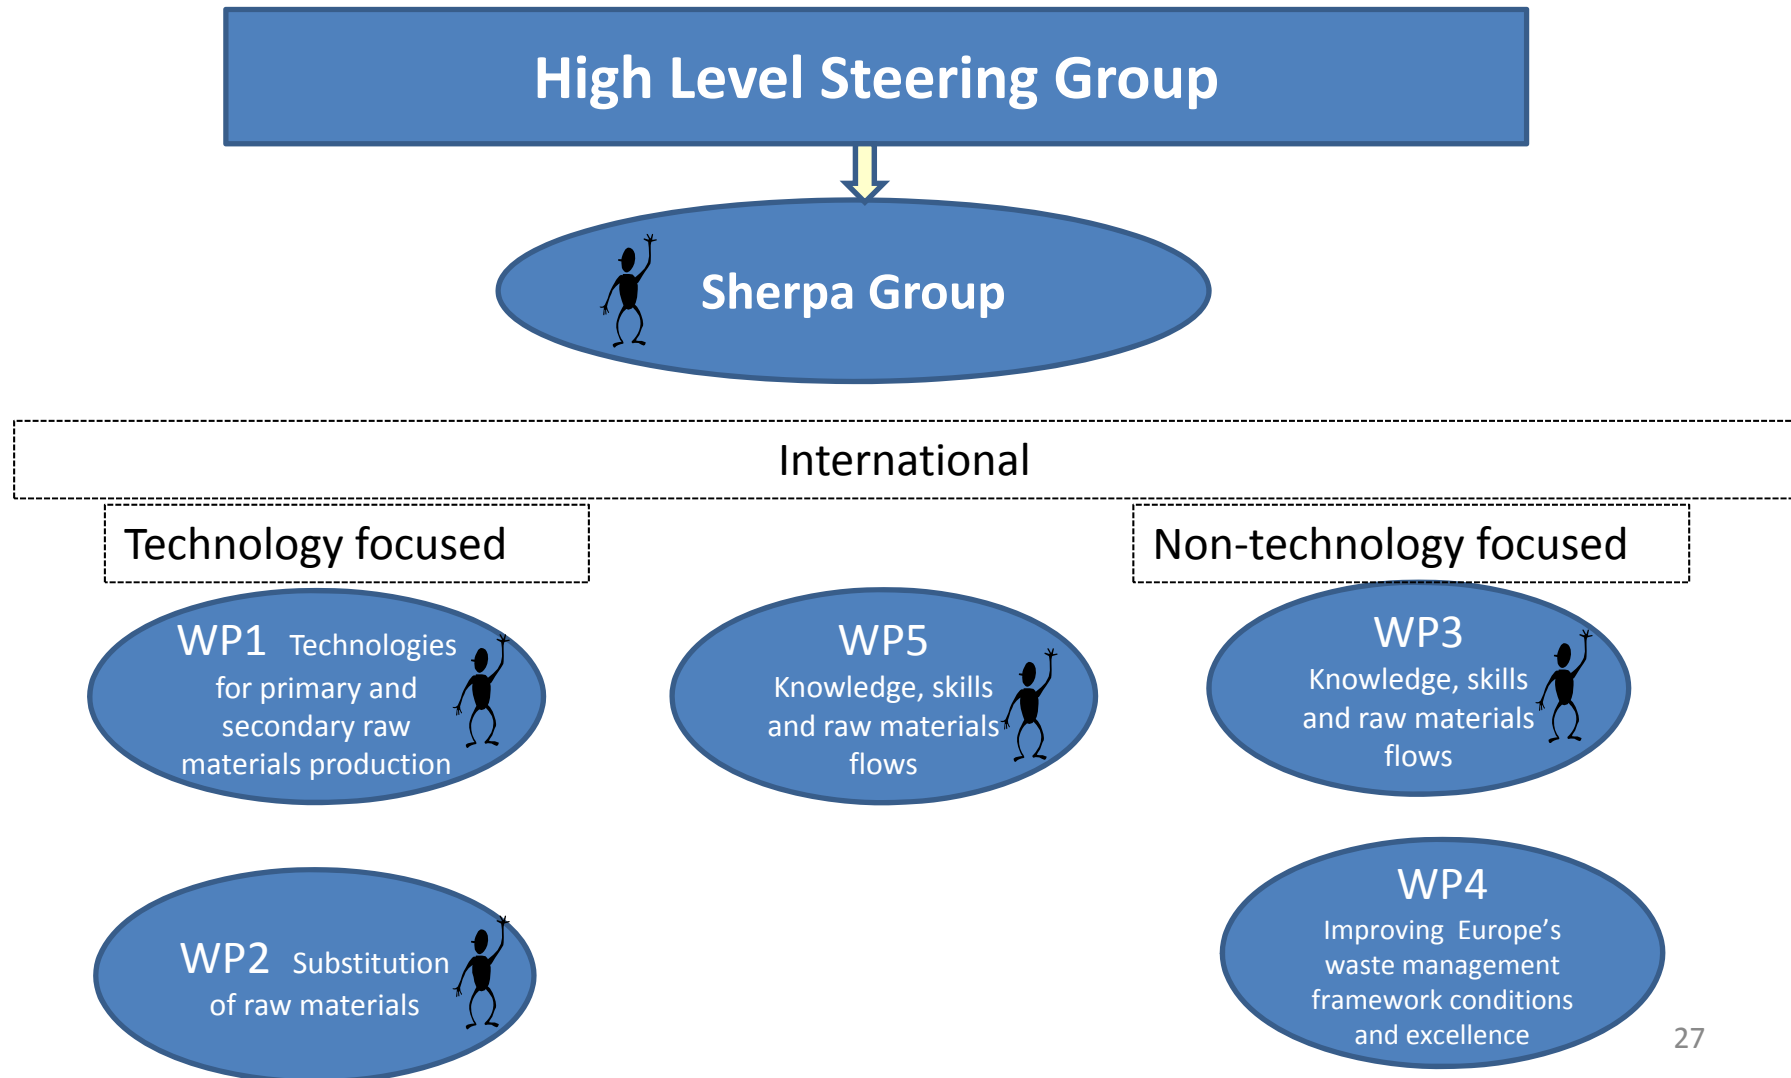 High Level Steering Group
Sherpa Group
International
Technology focused
Non-technology focused
WP1 Technologies
for primary and
secondary raw
materials production
WP5
Knowledge, skills
and raw materials
flows
WP3
Knowledge, skills
and raw materials
flows
WP2 Substitution
of raw materials
WP4
Improving Europe’s
waste management
framework conditions
and excellence
27